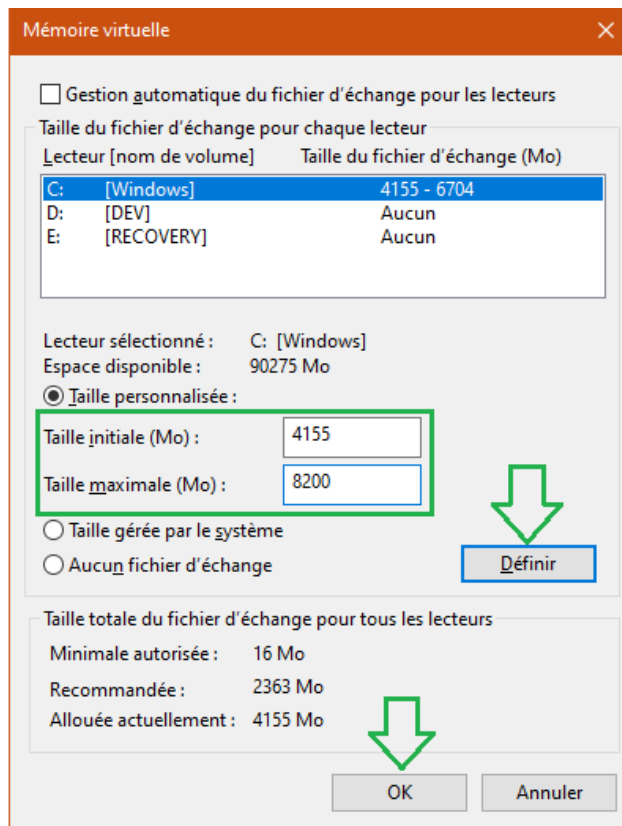 Mémoire virtuelle
Gestion automatique du fichier d'échange pour les lecteurs
Taille du fichier d'échange pour chaque lecteur
Lecteur [nom de volume] Taille du fichier d'échange (Mo)
C: [Windows] 4155 - 6704
D: [DEV] Aucun
E: [RECOVERY] Aucun
Lecteur sélectionné : C: [Windows]
Espace disponible : 90275 Mo
Taille personnalisée :
Taille initiale (Mo) : 4155
Taille maximale (Mo) : 8200
Taille gérée par le système
Aucun fichier d'échange Définir
Taille totale du fichier d'échange pour tous les lecteurs
Minimale autorisée : 16 Mo
Recommandée : 2363 Mo
Allouée actuellement : 4155 Mo
OK Annuler